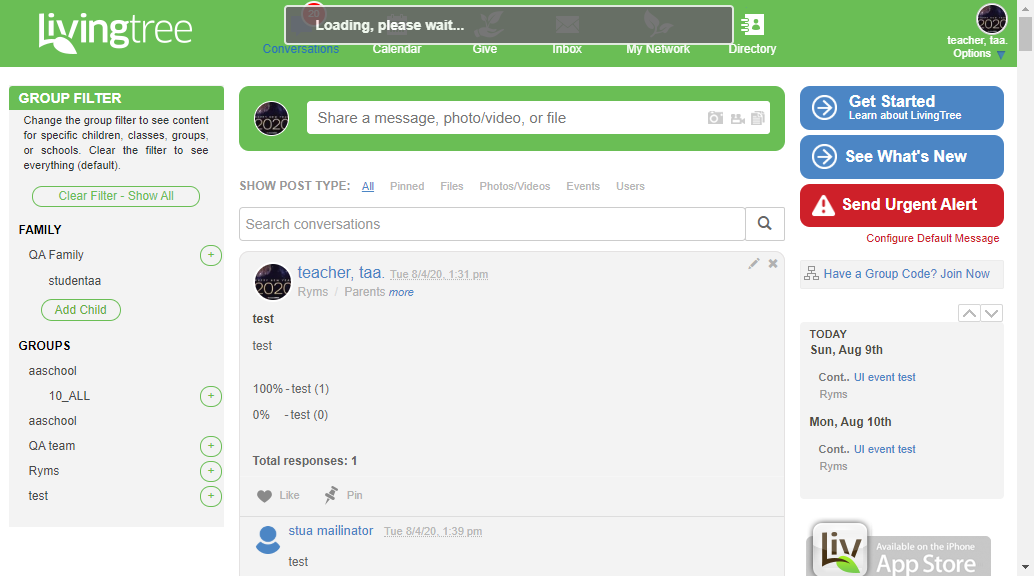 livingtree
20
Loading, please wait...
Conversations
Calendar
Give
Inbox
My Network
Directory
2020
teacher, taa.
Options
GROUP FILTER
Change the group filter to see content
for specific children, classes, groups,
or schools. Clear the filter to see
everything (default).
Clear Filter - Show All
FAMILY
QA Family
+
studentaa
Add Child
GROUPS
aaschool
10_ALL
+
aaschool
QA team
+
Ryms
+
test
+
2020
Share a message, photo/video, or file
SHOW POST TYPE: All Pinned Files Photos/Videos Events Users
Search conversations
2020
teacher, taa. Tue 8/4/20, 1:31 pm
Ryms / Parents more
test
test
100% - test (1)
0% - test (0)
Total responses: 1
Like
Pin
stua mailinator Tue 8/4/20, 1:39 pm
test
Get Started
Learn about LivingTree
See What's New
Send Urgent Alert
Configure Default Message
Have a Group Code? Join Now
TODAY
Sun, Aug 9th
Cont.. UI event test
Ryms
Mon, Aug 10th
Cont.. UI event test
Ryms
Liv
Available on the iPhone
App Store